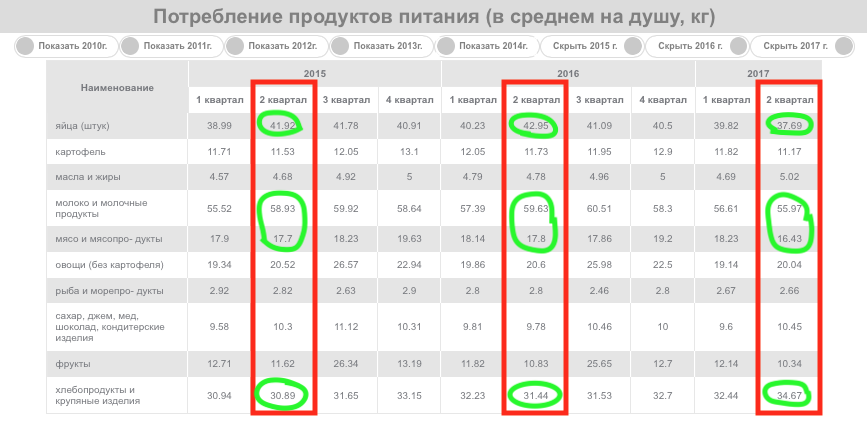 Потребление продуктов питания (в среднем на душу, кг)
Показать 2010г. Показать 2011г. Показать 2012г. Показать 2013г. Показать 2014г. Скрыть 2015 г. Скрыть 2016 г. Скрыть 2017 г.
Наименование 2015 2016 2017
1 квартал 2 квартал 3 квартал 4 квартал 1 квартал 2 квартал 3 квартал 4 квартал 1 квартал 2 квартал
яйца (штук) 38.99 41.92 41.78 40.91 40.23 42.95 41.09 40.5 39.82 37.69
картофель 11.71 11.53 12.05 13.1 12.05 11.73 11.95 12.9 11.82 11.17
масла и жиры 4.57 4.68 4.92 5 4.79 4.78 4.96 5 4.69 5.02
молоко и молочные
продукты 55.52 58.93 59.92 58.64 57.39 59.63 60.51 58.3 56.61 55.97
мясо и мясопро- дукты 17.9 17.7 18.23 19.63 18.14 17.8 17.86 19.2 18.23 16.43
овощи (без картофеля) 19.34 20.52 26.57 22.94 19.86 20.6 25.98 22.5 19.14 20.04
рыба и морепро- дукты 2.92 2.82 2.63 2.9 2.8 2.8 2.46 2.8 2.67 2.66
сахар, джем, мед,
шоколад, кондитерские
изделия 9.58 10.3 11.12 10.31 9.81 9.78 10.46 10 9.6 10.45
фрукты 12.71 11.62 26.34 13.19 11.82 10.83 25.65 12.7 12.14 10.34
хлебопродукты и
крупяные изделия 30.94 30.89 31.65 33.15 32.23 31.44 31.53 32.7 32.44 34.67